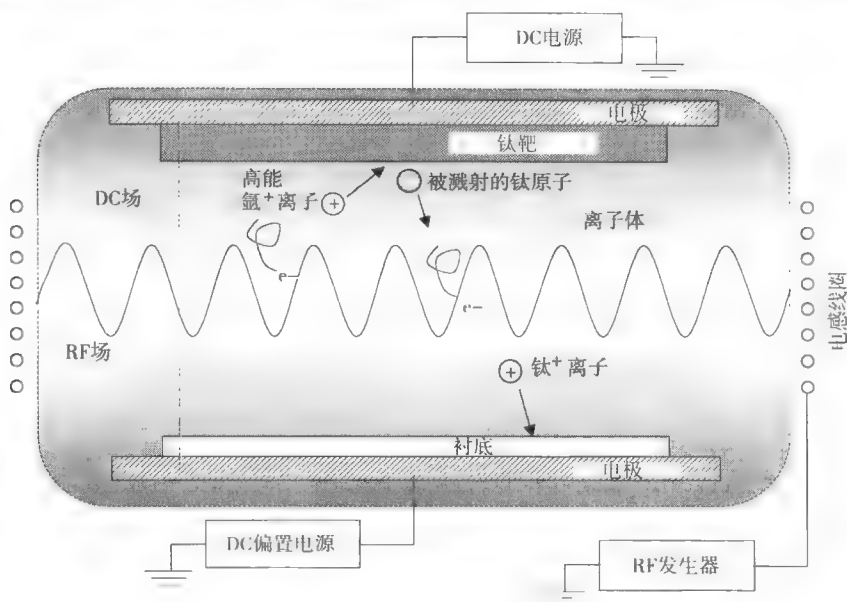 DC电源
电极
钛靶
高能
氩+离子 +
被溅射的钛原子
DC场
离子体
e-
e-
电感线圈
RF场
+ 钛+离子
衬底
电极
DC偏置电源
RF发生器